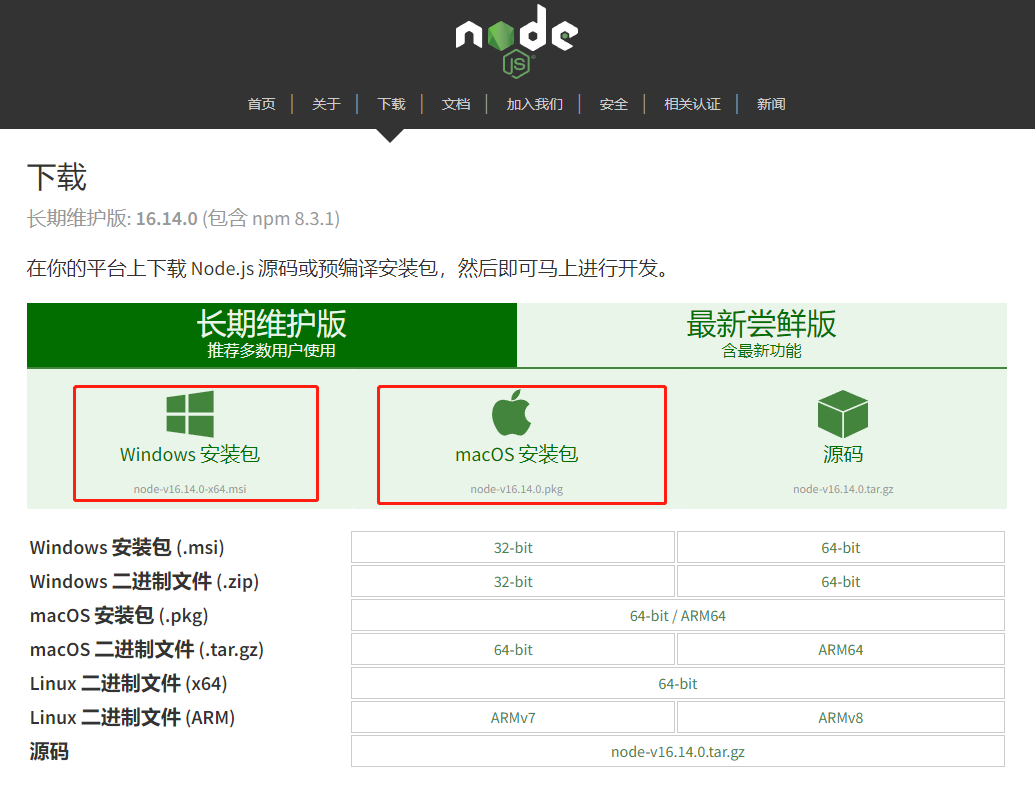 node
JS
首页 关于 下载 文档 加入我们 安全 相关认证 新闻
下载
长期维护版: 16.14.0 (包含 npm 8.3.1)
在你的平台上下载 Node.js 源码或预编译安装包，然后即可马上进行开发。
长期维护版
推荐多数用户使用
最新尝鲜版
含最新功能
Windows 安装包
node-v16.14.0-x64.msi
macOS 安装包
node-v16.14.0.pkg
源码
node-v16.14.0.tar.gz
Windows 安装包 (.msi) 32-bit 64-bit
Windows 二进制文件 (.zip) 32-bit 64-bit
macOS 安装包 (.pkg) 64-bit / ARM64
macOS 二进制文件 (.tar.gz) 64-bit ARM64
Linux 二进制文件 (x64) 64-bit
Linux 二进制文件 (ARM) ARMv7 ARMv8
源码 node-v16.14.0.tar.gz